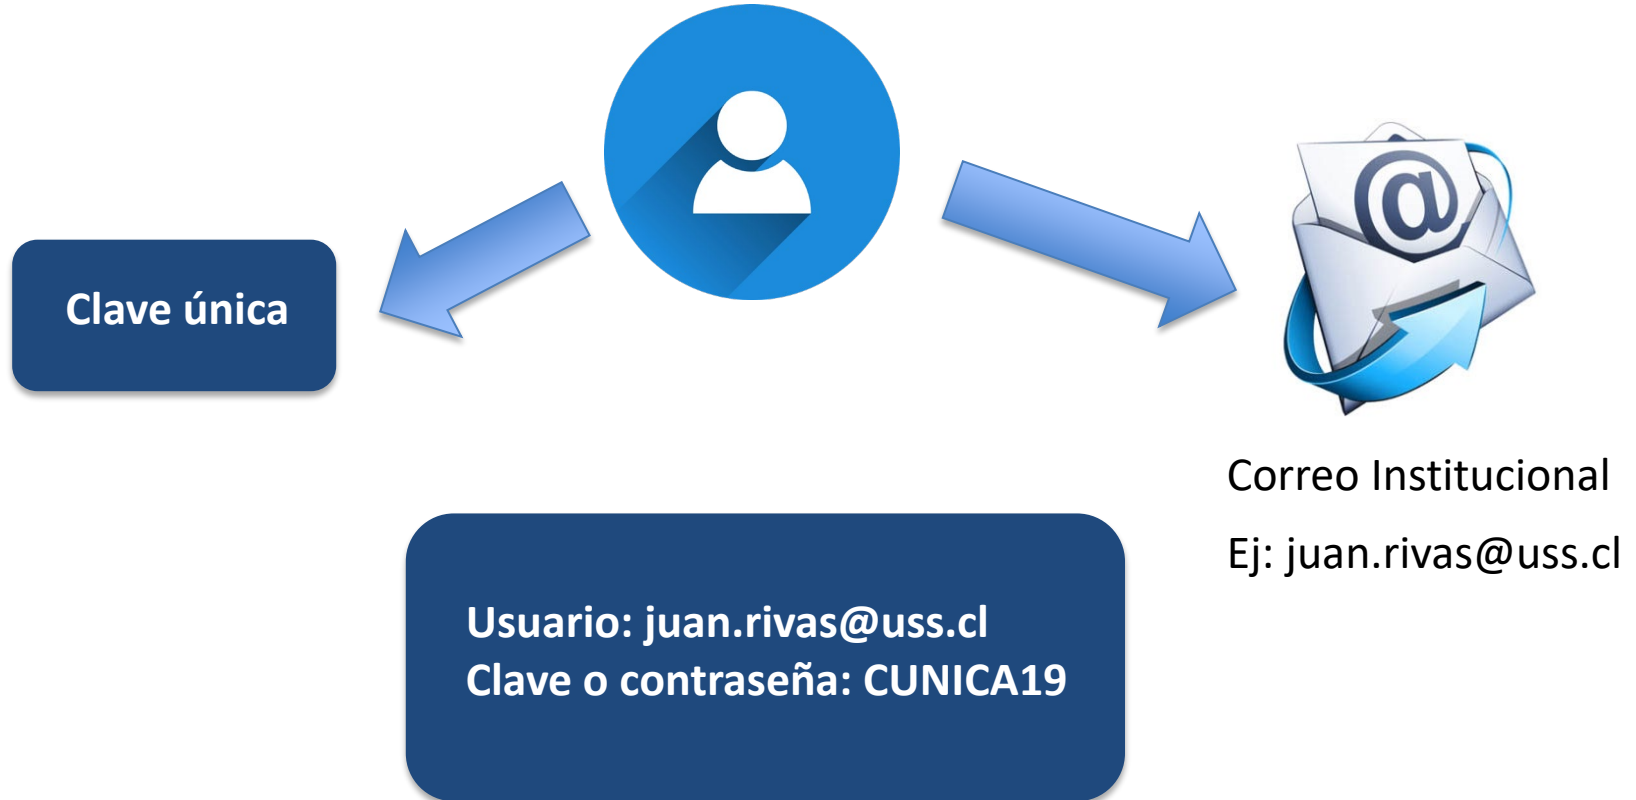 Clave única
@
Correo Institucional
Ej: juan.rivas@uss.cl
Usuario: juan.rivas@uss.cl
Clave o contraseña: CUNICA19